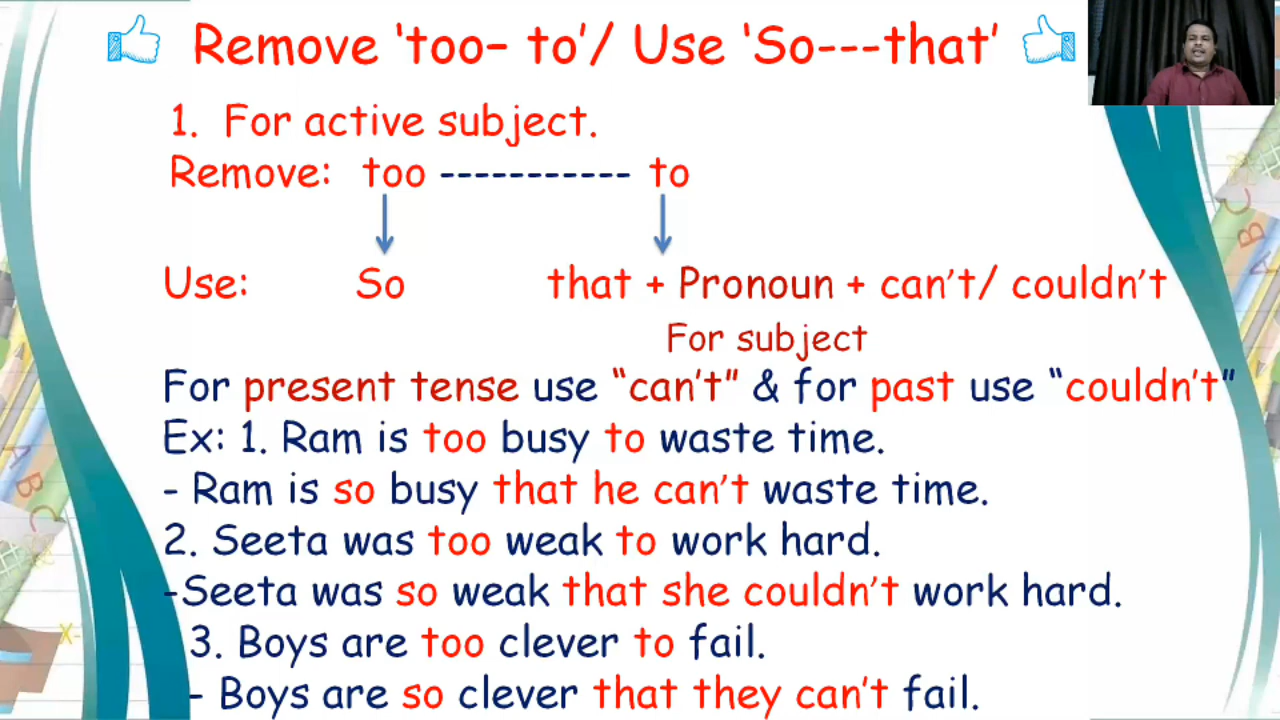 Remove ‘too– to’/ Use ‘So---that’
1. For active subject.
Remove: too ----------- to
Use: So that + Pronoun + can’t/ couldn’t
For subject
For present tense use “can’t” & for past use “couldn’t”
Ex: 1. Ram is too busy to waste time.
- Ram is so busy that he can’t waste time.
2. Seeta was too weak to work hard.
-Seeta was so weak that she couldn’t work hard.
3. Boys are too clever to fail.
- Boys are so clever that they can’t fail.
A
B
C
X-
C
B
A